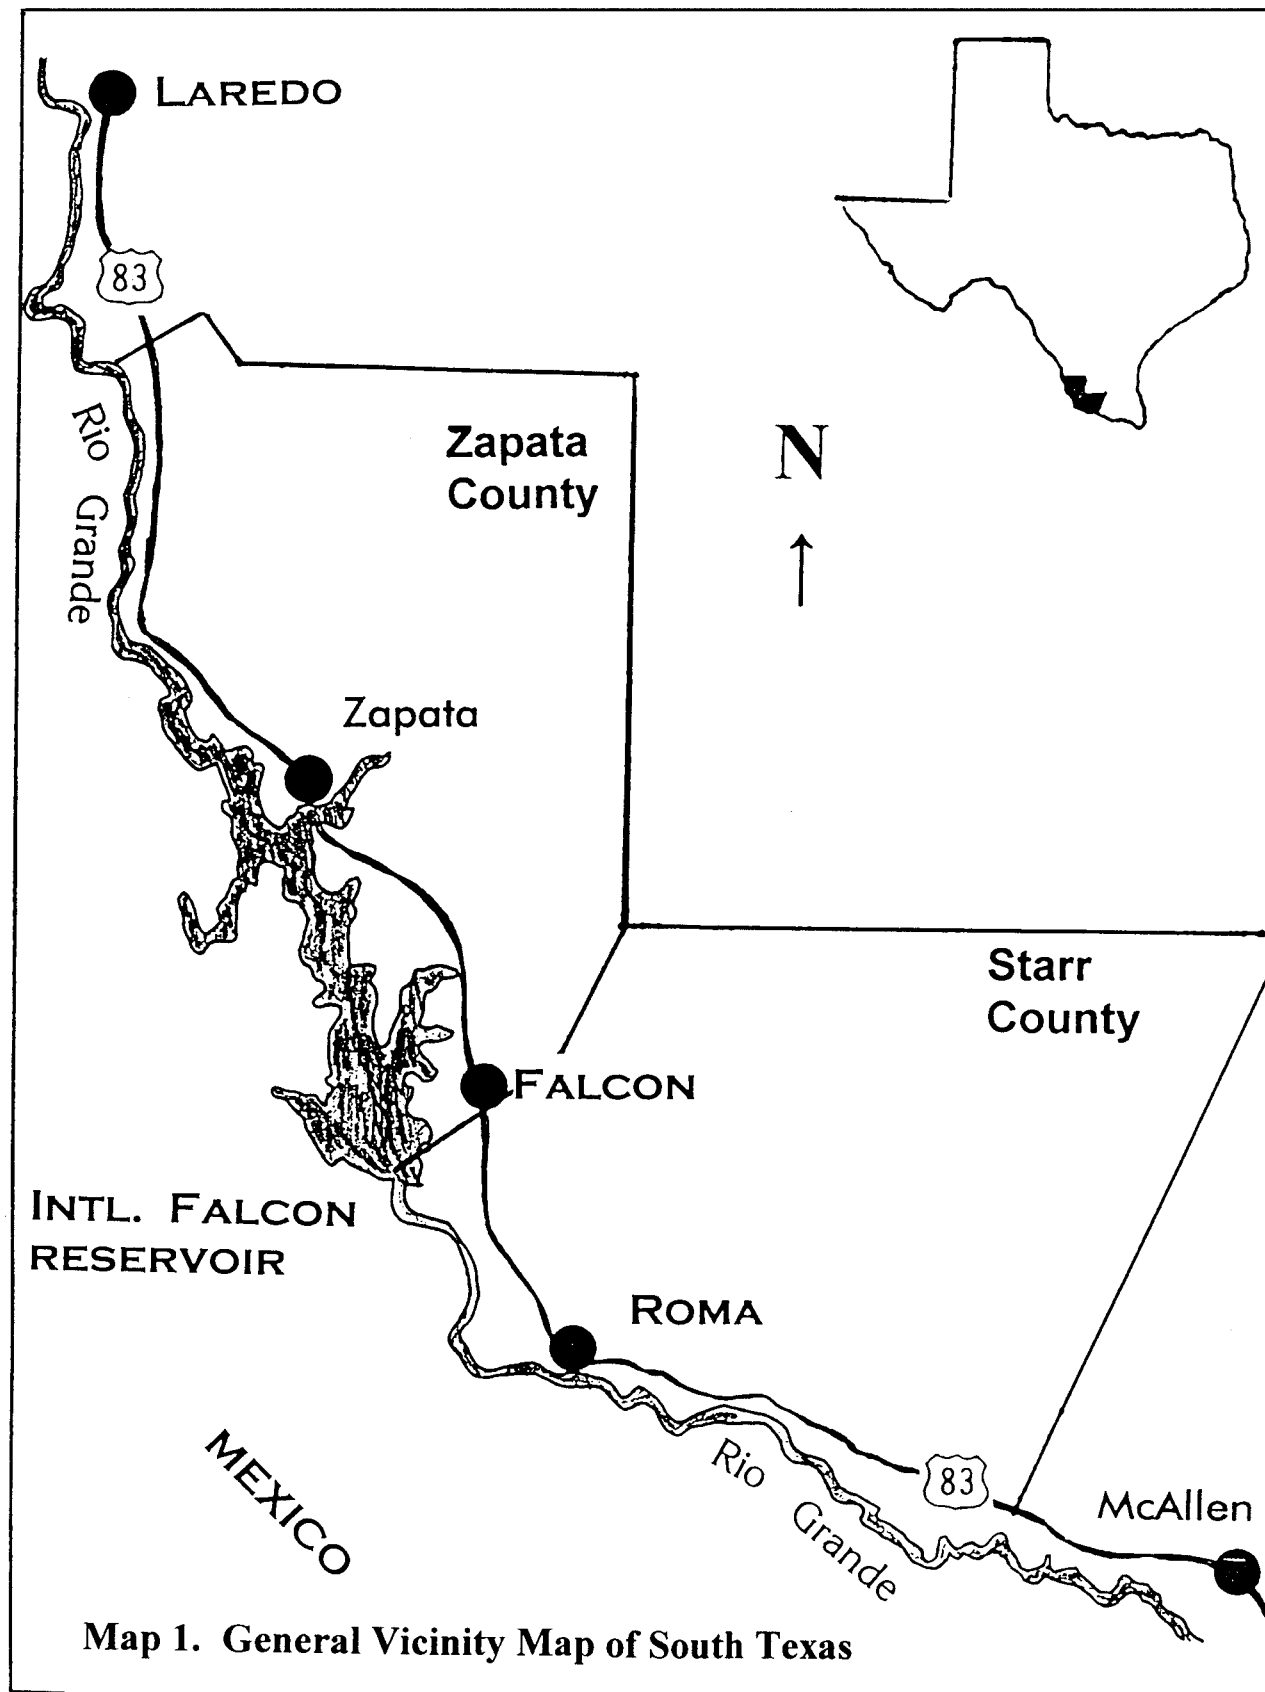 LAREDO
83
Rio Grande
Zapata
County
N
Zapata
Starr
County
FALCON
INTL. FALCON
RESERVOIR
ROMA
MEXICO
Rio Grande
83
McAllen
Map 1. General Vicinity Map of South Texas